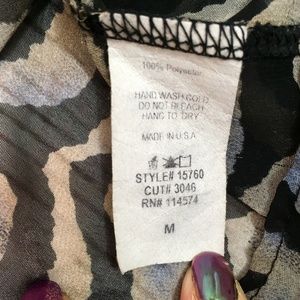 100% Polyester
HAND WASH COLD
DO NOT BLEACH
HANG TO DRY
MADE IN U.S.A
STYLE# 15760
CUT# 3046
RN# 114574
M